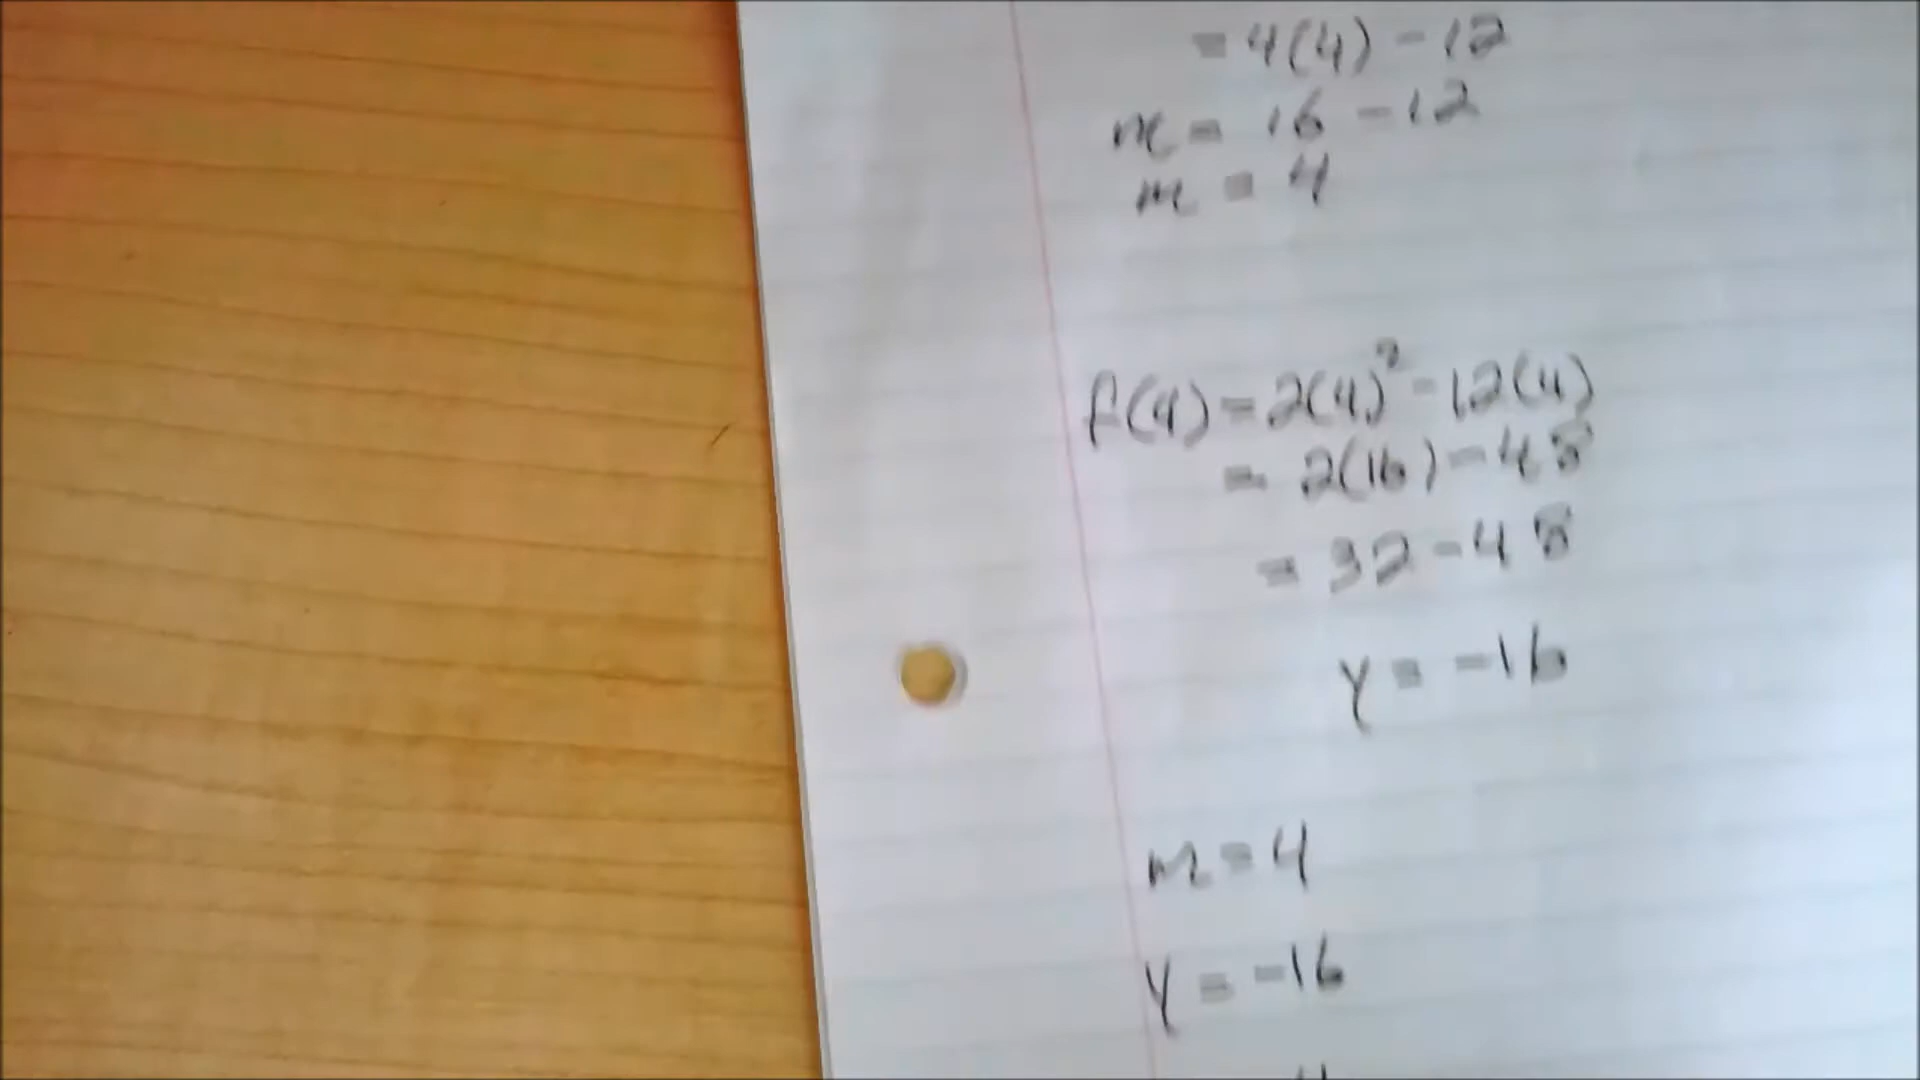 = 4(4) - 12
m = 16 - 12
m = 4
f(4) = 2(4)² - 12(4)
= 2(16) - 48
= 32 - 48
y = -16
m = 4
y = -16